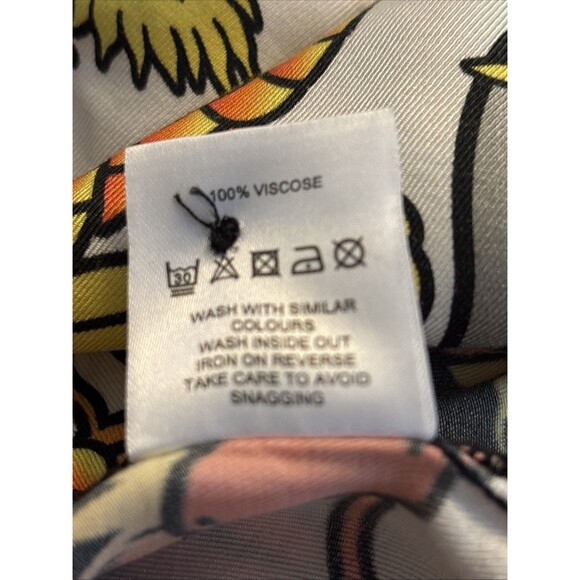 100% VISCOSE
30
WASH WITH SIMILAR
COLOURS
WASH INSIDE OUT
IRON ON REVERSE
TAKE CARE TO AVOID
SNAGGING